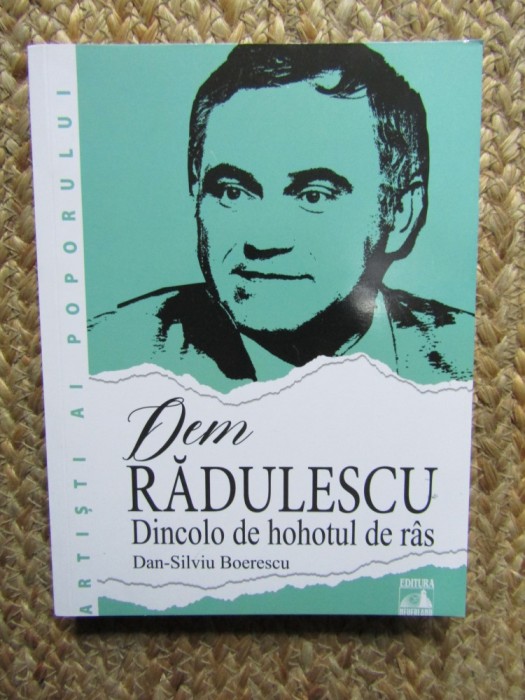 ARTIȘTI AI POPORULUI
Dem
RĂDULESCU
Dincolo de hohotul de râs
Dan-Silviu Boerescu
EDITURA